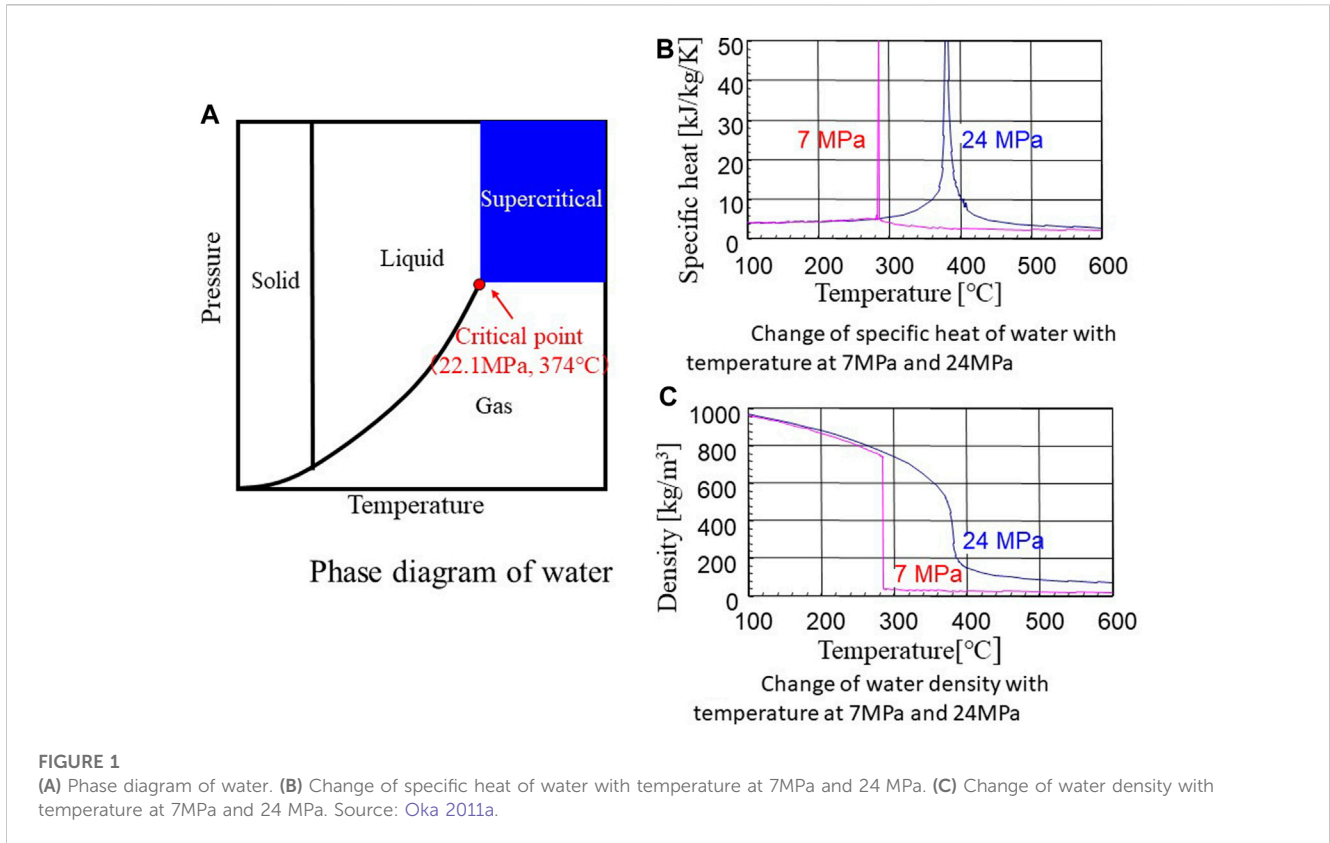 A
Pressure
Solid
Liquid
Supercritical
Critical point
(22.1MPa, 374°C)
Gas
Temperature
Phase diagram of water
B
Specific heat [kJ/kg/K]
50
40
30
20
10
0
7 MPa
24 MPa
100 200 300 400 500 600
Temperature [°C]
Change of specific heat of water with
temperature at 7MPa and 24MPa
C
Density [kg/m³]
1000
800
600
400
200
0
24 MPa
7 MPa
100 200 300 400 500 600
Temperature[°C]
Change of water density with
temperature at 7MPa and 24MPa
FIGURE 1
(A) Phase diagram of water. (B) Change of specific heat of water with temperature at 7MPa and 24 MPa. (C) Change of water density with
temperature at 7MPa and 24 MPa. Source: Oka 2011a.